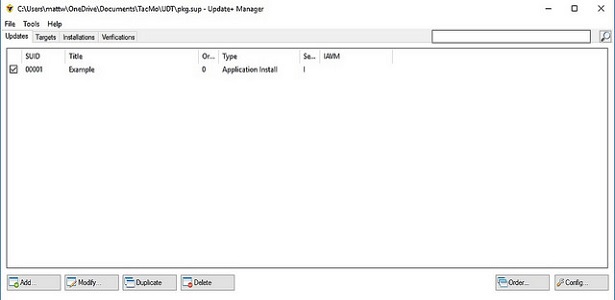 C:\Users\mattw\OneDrive\Documents\TacMo\UDT\pkg.sup - Update+ Manager
File Tools Help
Updates Targets Installations Verifications
SUID Title Or... Type Se... IAVM
00001 Example 0 Application Install I
Add... Modify... Duplicate Delete Order... Config...